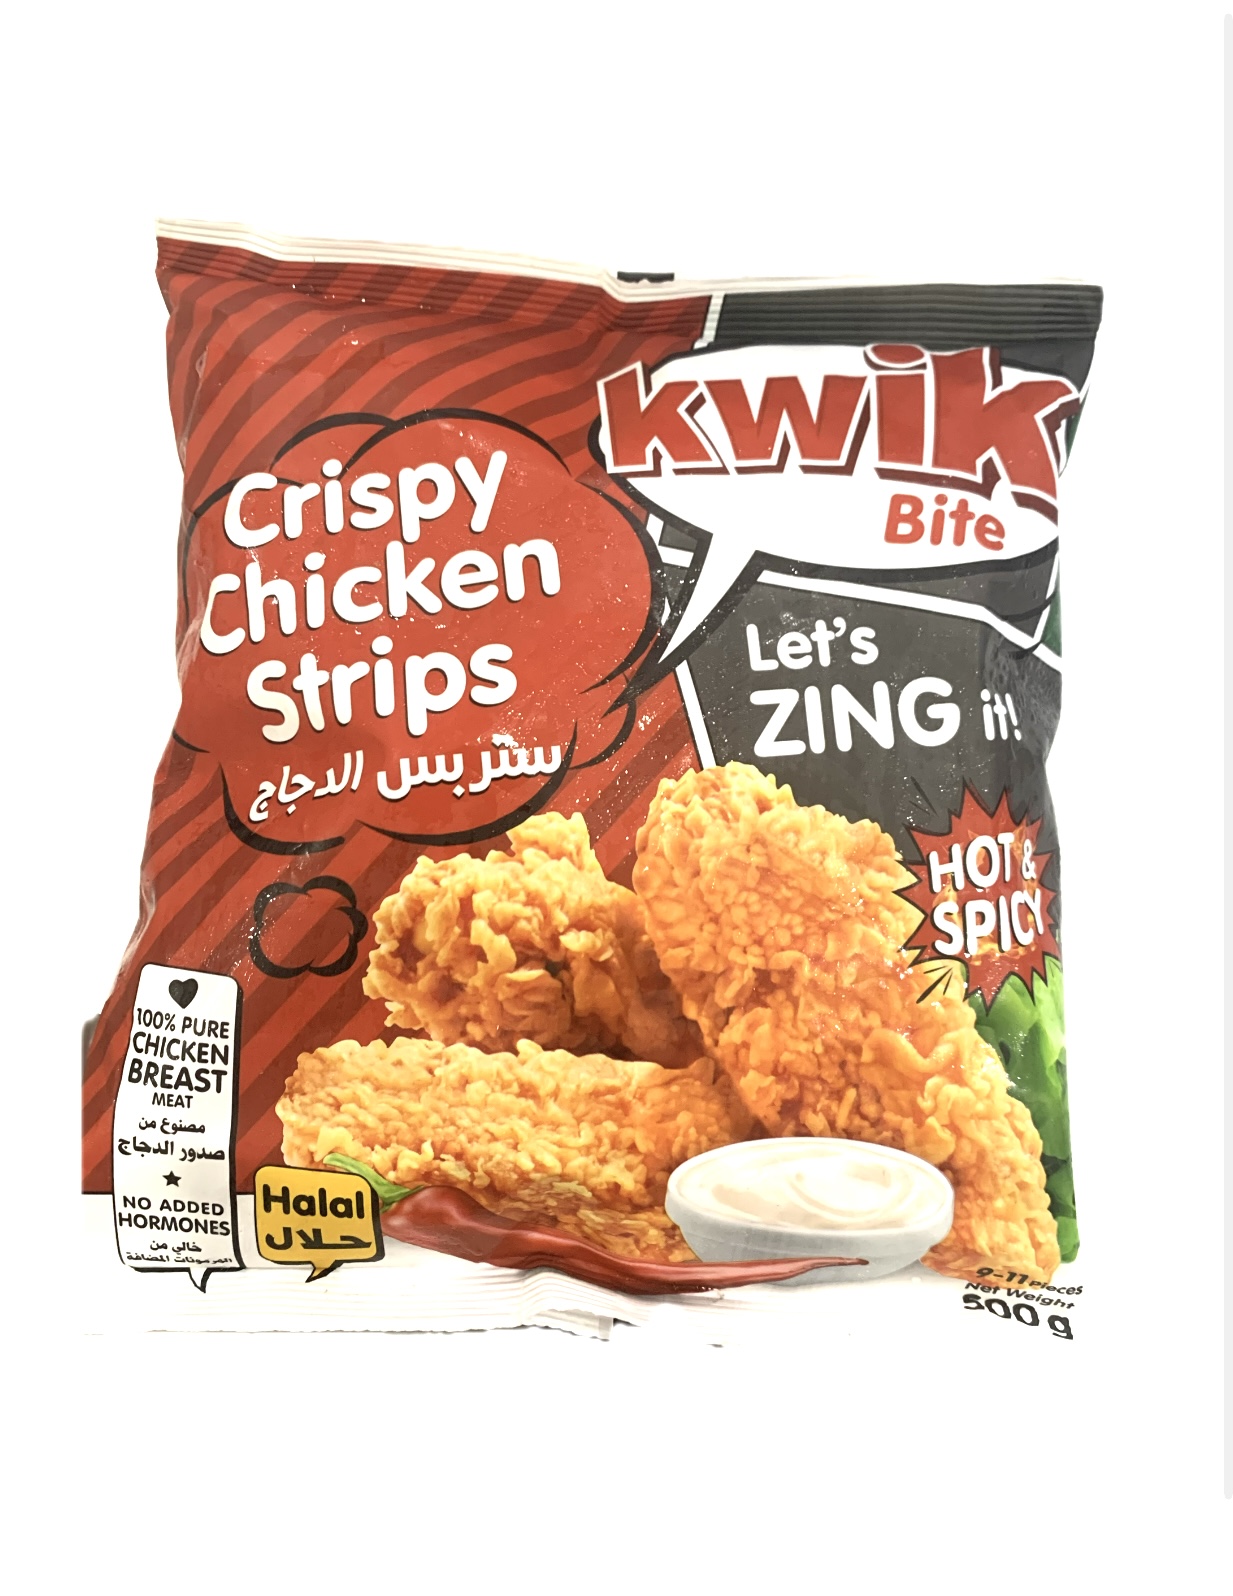 kwik
Bite
Crispy
Chicken
Strips
ستربس الدجاج
Let's
ZING it!
HOT &
SPICY
100% PURE
CHICKEN
BREAST
MEAT
مصنوع من
صدور الدجاج
NO ADDED
HORMONES
خالي من
الهرمونات المضافة
Halal
حلال
9-11 Pieces
Net Weight
500 g